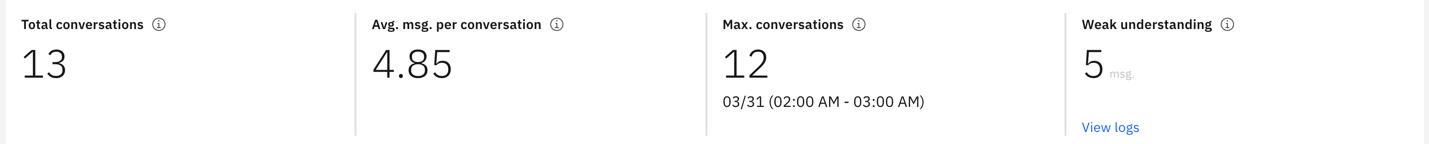 Total conversations
13
Avg. msg. per conversation
4.85
Max. conversations
12
03/31 (02:00 AM - 03:00 AM)
Weak understanding
5 msg.
View logs